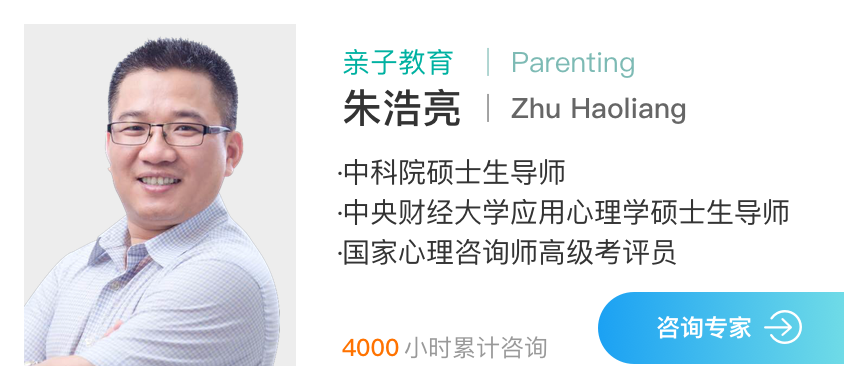 亲子教育 | Parenting
朱浩亮 | Zhu Haoliang
·中科院硕士生导师
·中央财经大学应用心理学硕士生导师
·国家心理咨询师高级考评员
4000 小时累计咨询
咨询专家